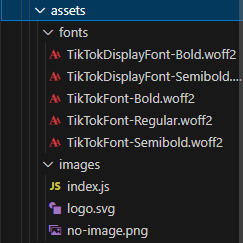 assets
fonts
TikTokDisplayFont-Bold.woff2
TikTokDisplayFont-Semibold....
TikTokFont-Bold.woff2
TikTokFont-Regular.woff2
TikTokFont-Semibold.woff2
images
JS index.js
logo.svg
no-image.png